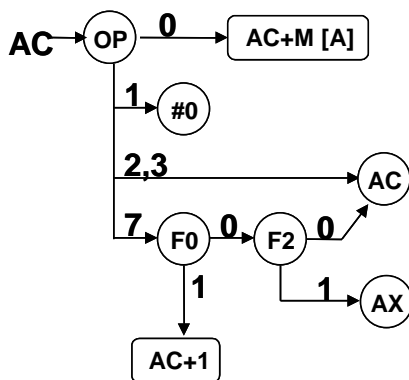 AC OP 0 AC+M [A]
1 #0
2,3 AC
7 F0 0 F2 0
1 1 AX
AC+1